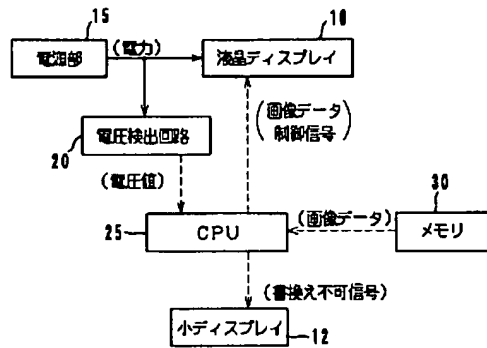 15
10
電源部
(電力)
液晶ディスプレイ
20
電圧検出回路
(画像データ
制御信号)
(電圧値)
30
25
CPU
(画像データ)
メモリ
(書換え不可信号)
小ディスプレイ
12